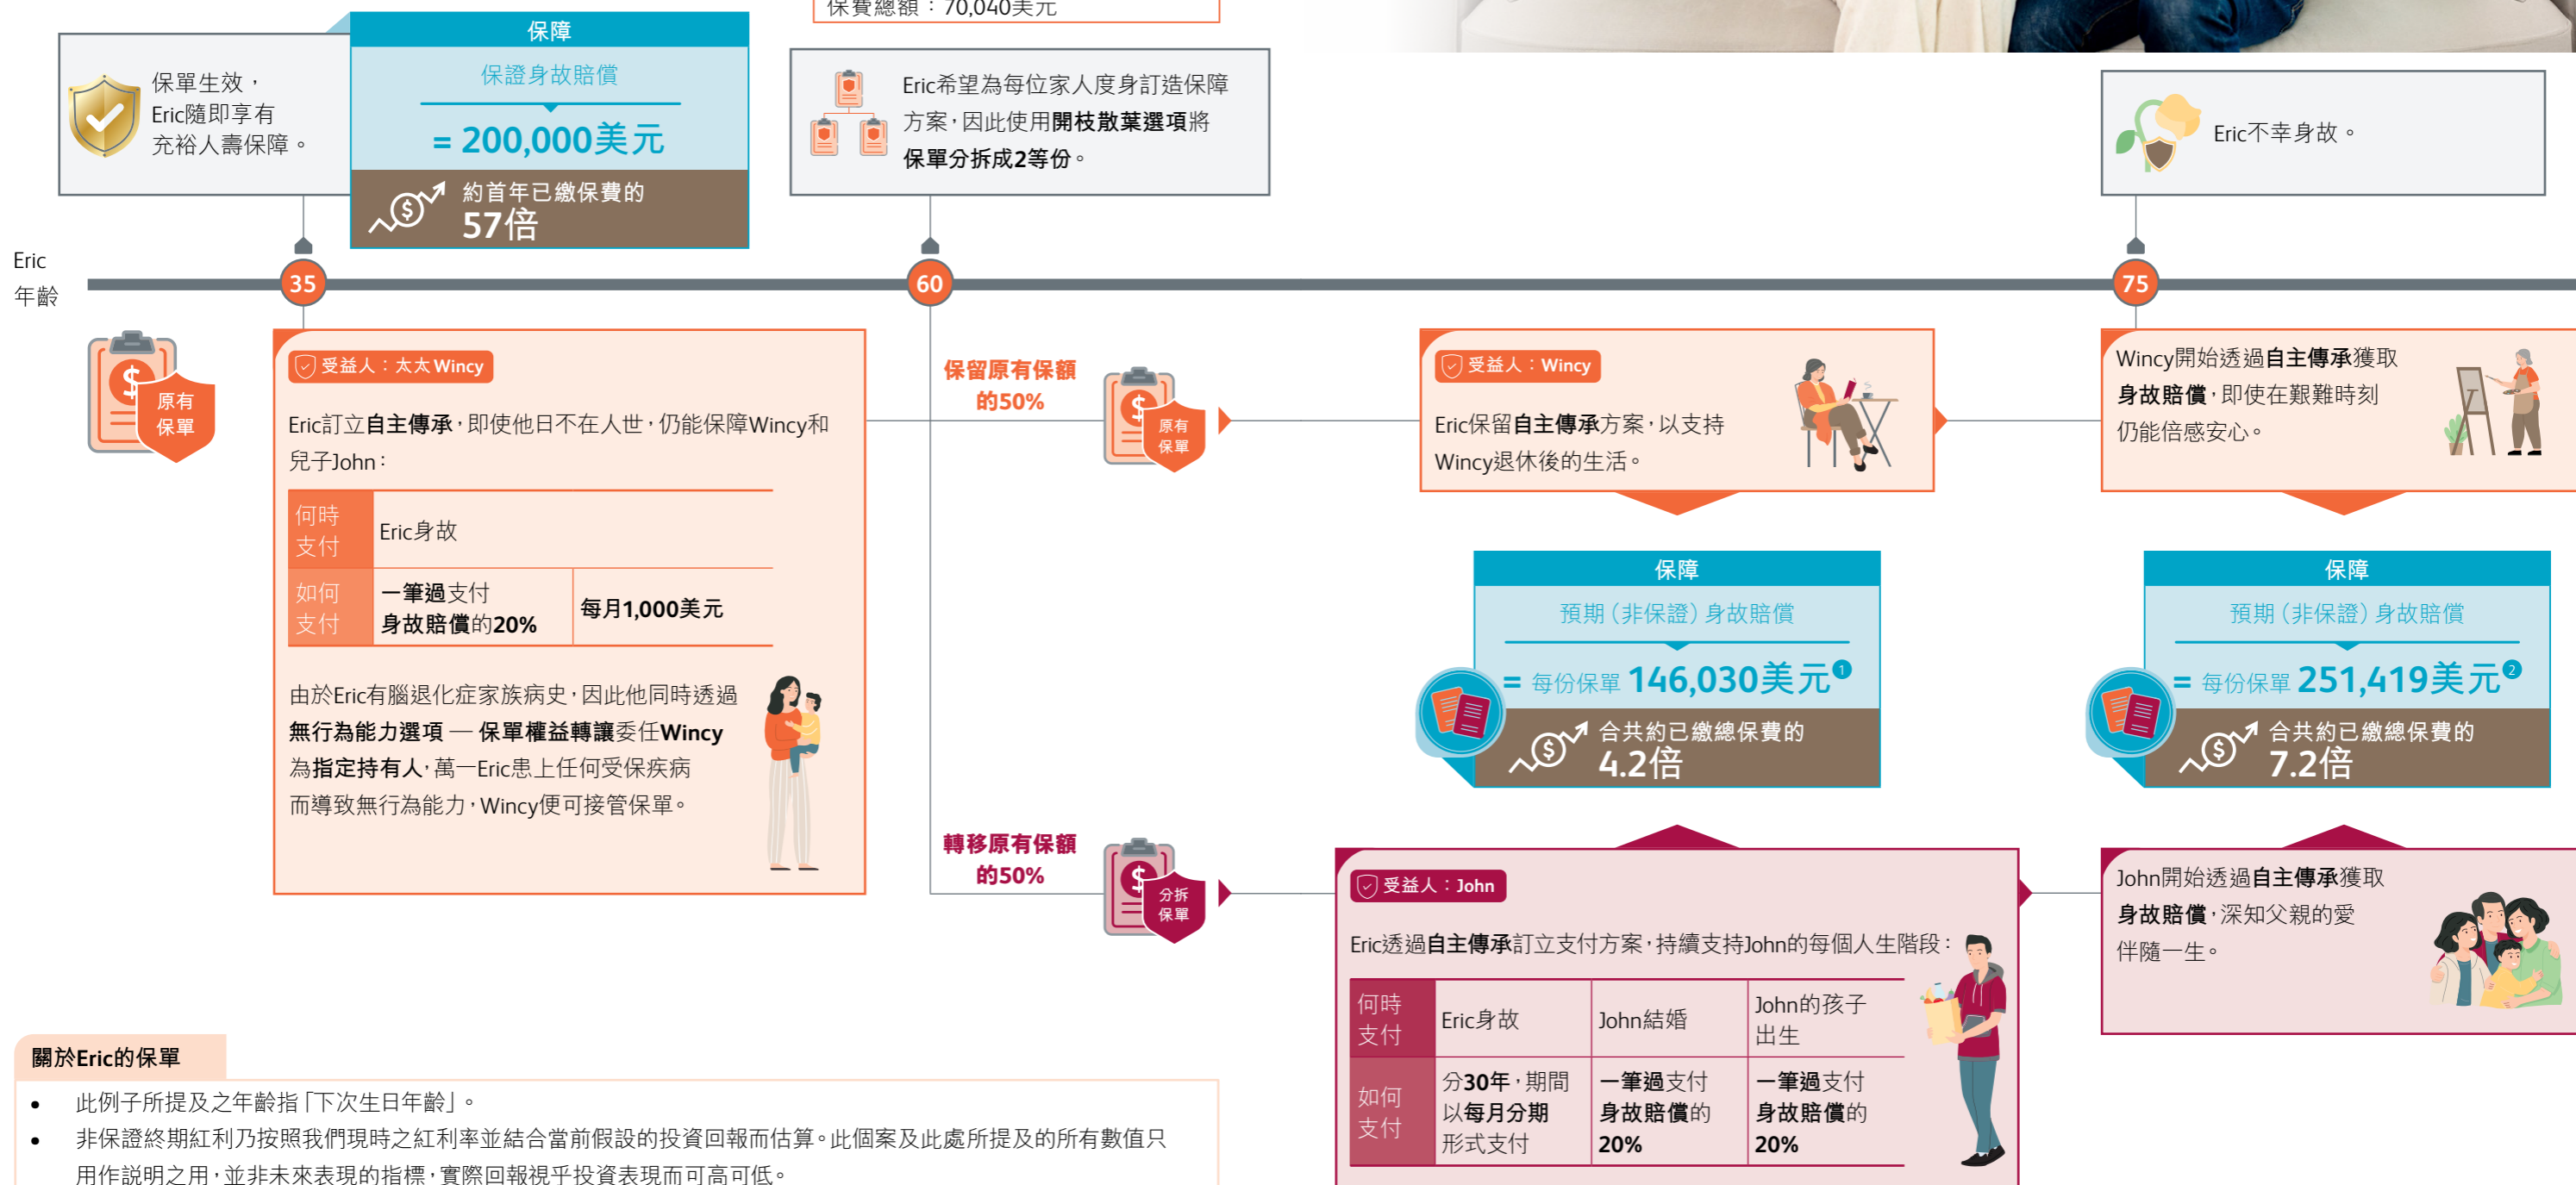 保費總額：70,040美元
保單生效，
Eric隨即享有
充裕人壽保障。
保障
保證身故賠償
= 200,000美元
約首年已繳保費的
57倍
Eric希望為每位家人度身訂造保障
方案，因此使用開枝散葉選項將
保單分拆成2等份。
Eric不幸身故。
Eric
年齡
35
60
75
原有
保單
受益人：太太Wincy
Eric訂立自主傳承，即使他日不在人世，仍能保障Wincy和
兒子John：
何時
支付
Eric身故
如何
支付
一筆過支付
身故賠償的20%
每月1,000美元
由於Eric有腦退化症家族病史，因此他同時透過
無行為能力選項 — 保單權益轉讓委任Wincy
為指定持有人，萬一Eric患上任何受保疾病
而導致無行為能力，Wincy便可接管保單。
保留原有保額
的50%
原有
保單
受益人：Wincy
Eric保留自主傳承方案，以支持
Wincy退休後的生活。
Wincy開始透過自主傳承獲取
身故賠償，即使在艱難時刻
仍能倍感安心。
保障
預期（非保證）身故賠償
= 每份保單 146,030美元❶
合共約已繳總保費的
4.2倍
保障
預期（非保證）身故賠償
= 每份保單 251,419美元❷
合共約已繳總保費的
7.2倍
轉移原有保額
的50%
分拆
保單
受益人：John
Eric透過自主傳承訂立支付方案，持續支持John的每個人生階段：
何時
支付
Eric身故
John結婚
John的孩子
出生
如何
支付
分30年，期間
以每月分期
形式支付
一筆過支付
身故賠償的
20%
一筆過支付
身故賠償的
20%
John開始透過自主傳承獲取
身故賠償，深知父親的愛
伴隨一生。
關於Eric的保單
• 此例子所提及之年齡指「下次生日年齡」。
• 非保證終期紅利乃按照我們現時之紅利率並結合當前假設的投資回報而估算。此個案及此處所提及的所有數值只
用作說明之用，並非未來表現的指標，實際回報視乎投資表現而可高可低。